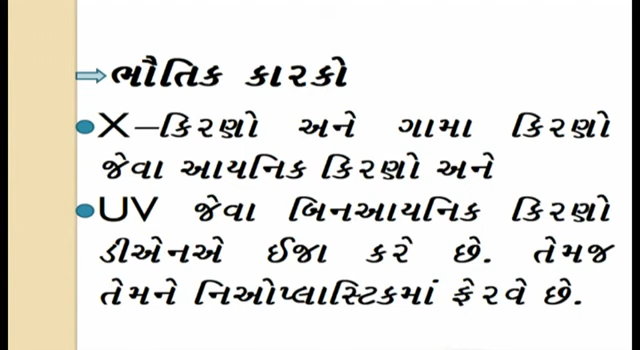 ભૌતિક કારકો
X–કિરણો અને ગામા કિરણો
જેવા આયનિક કિરણો અને
UV જેવા બિનઆયનિક કિરણો
ડીએનએ ઈજા કરે છે. તેમજ
તેમને નિઓપ્લાસ્ટિકમાં ફેરવે છે.